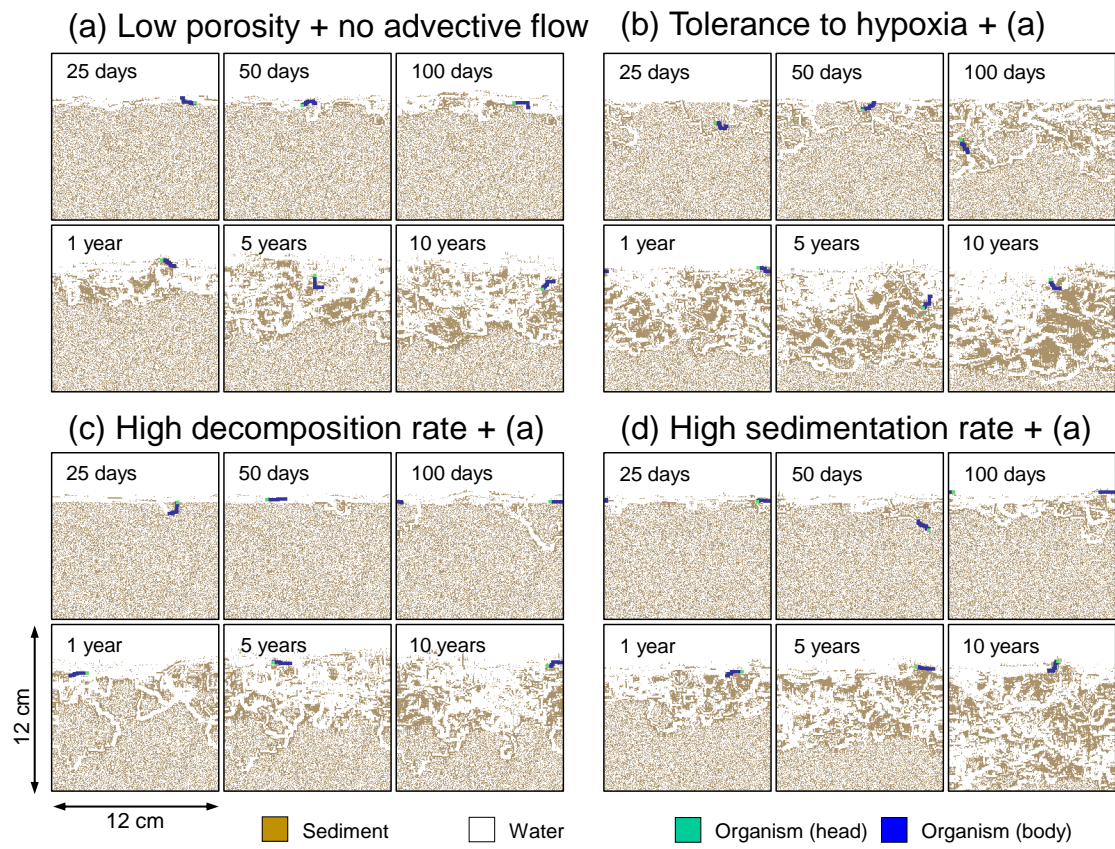 (a) Low porosity + no advective flow
25 days
50 days
100 days
1 year
5 years
10 years
(b) Tolerance to hypoxia + (a)
25 days
50 days
100 days
1 year
5 years
10 years
(c) High decomposition rate + (a)
25 days
50 days
100 days
1 year
5 years
10 years
12 cm
12 cm
(d) High sedimentation rate + (a)
25 days
50 days
100 days
1 year
5 years
10 years
Sediment
Water
Organism (head)
Organism (body)